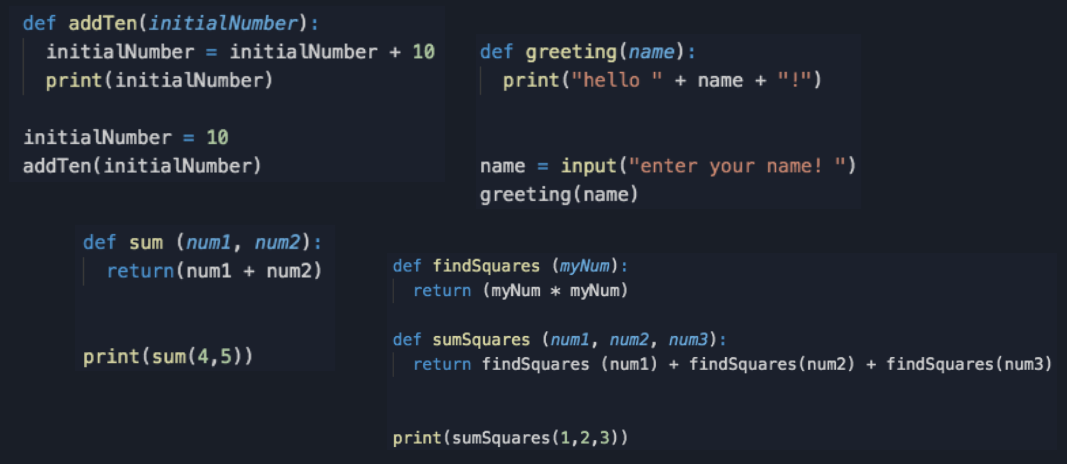 def addTen(initialNumber):
  initialNumber = initialNumber + 10
  print(initialNumber)
initialNumber = 10
addTen(initialNumber)
def greeting(name):
  print("hello " + name + "!")
name = input("enter your name! ")
greeting(name)
def sum (num1, num2):
  return(num1 + num2)
print(sum(4,5))
def findSquares (myNum):
  return (myNum * myNum)
def sumSquares (num1, num2, num3):
  return findSquares (num1) + findSquares(num2) + findSquares(num3)
print(sumSquares(1,2,3))